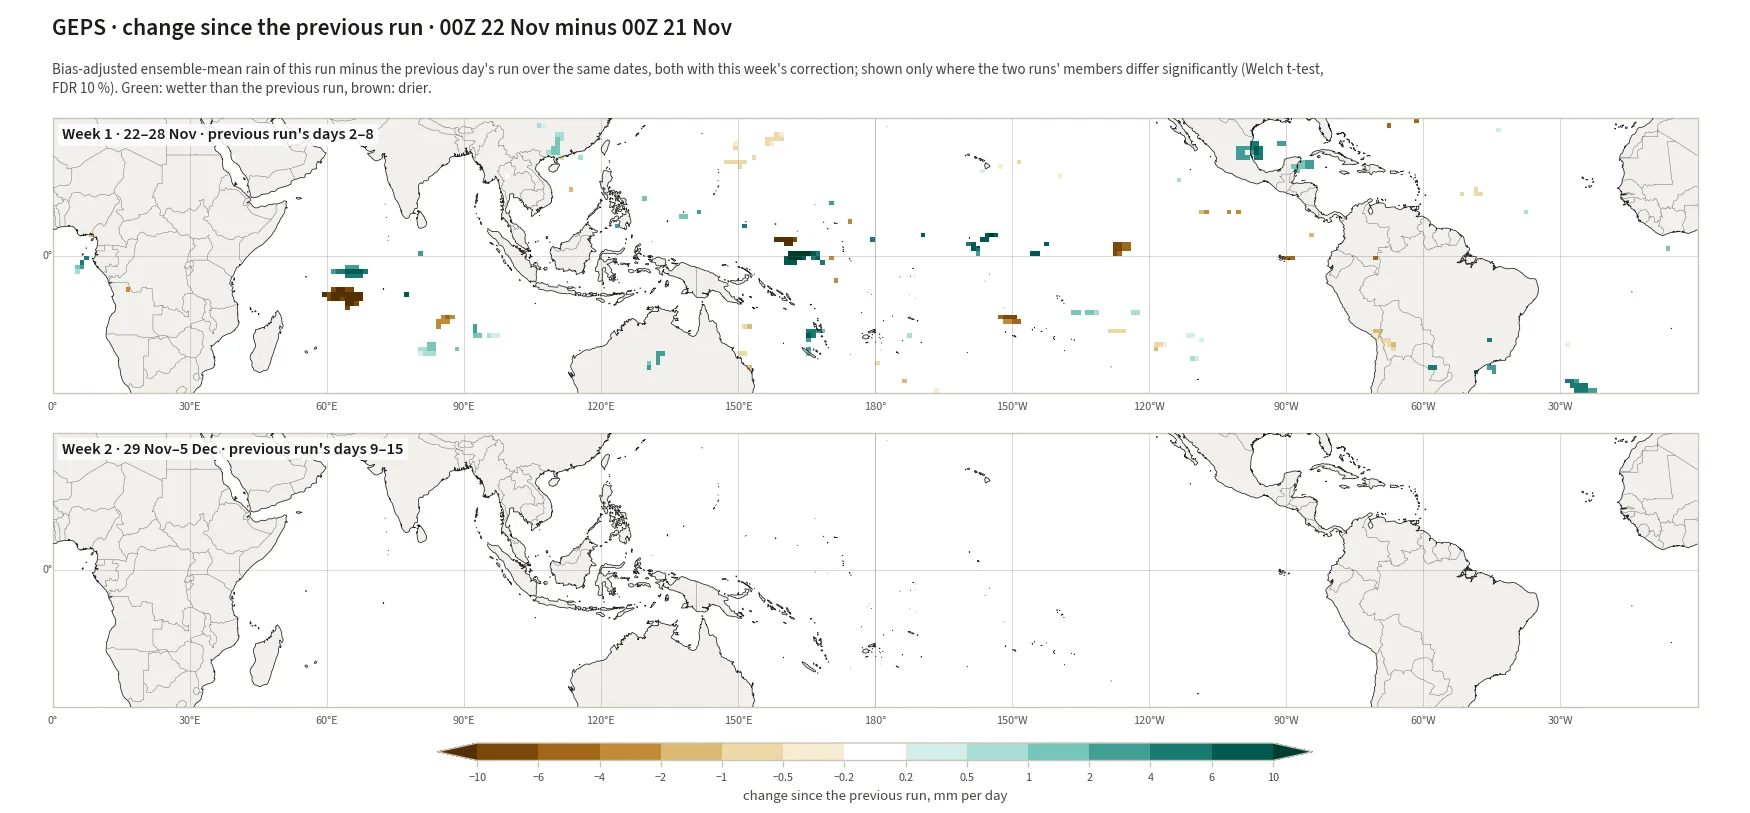 GEPS · change since the previous run · 00Z 22 Nov minus 00Z 21 Nov
Bias-adjusted ensemble-mean rain of this run minus the previous day's run over the same dates, both with this week's correction; shown only where the two runs' members differ significantly (Welch t-test,
FDR 10 %). Green: wetter than the previous run, brown: drier.
Week 1 · 22–28 Nov · previous run's days 2–8
0°
0° 30°E 60°E 90°E 120°E 150°E 180° 150°W 120°W 90°W 60°W 30°W
Week 2 · 29 Nov–5 Dec · previous run's days 9–15
0°
0° 30°E 60°E 90°E 120°E 150°E 180° 150°W 120°W 90°W 60°W 30°W
−10 −6 −4 −2 −1 −0.5 −0.2 0.2 0.5 1 2 4 6 10
change since the previous run, mm per day